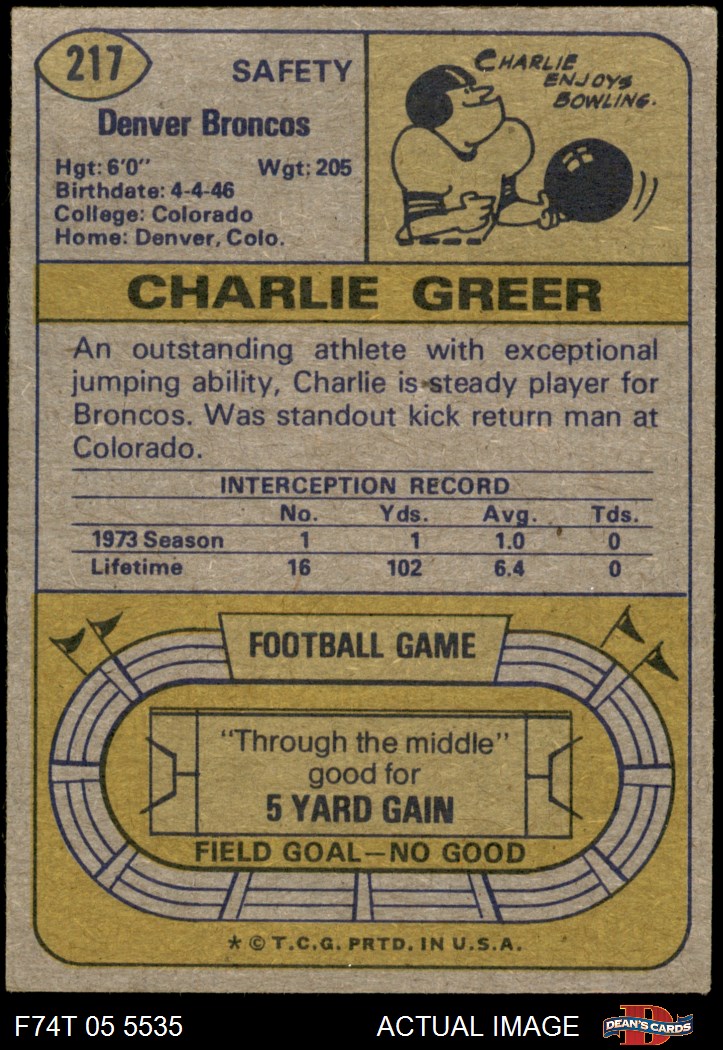 217
SAFETY
Denver Broncos
Hgt: 6'0" Wgt: 205
Birthdate: 4-4-46
College: Colorado
Home: Denver, Colo.
CHARLIE
ENJOYS
BOWLING.
CHARLIE GREER
An outstanding athlete with exceptional
jumping ability, Charlie is steady player for
Broncos. Was standout kick return man at
Colorado.
INTERCEPTION RECORD
No. Yds. Avg. Tds.
1973 Season 1 1 1.0 0
Lifetime 16 102 6.4 0
FOOTBALL GAME
"Through the middle"
good for
5 YARD GAIN
FIELD GOAL—NO GOOD
* © T.C.G. PRTD. IN U.S.A.
F74T 05 5535 ACTUAL IMAGE
D
DEAN'S CARDS